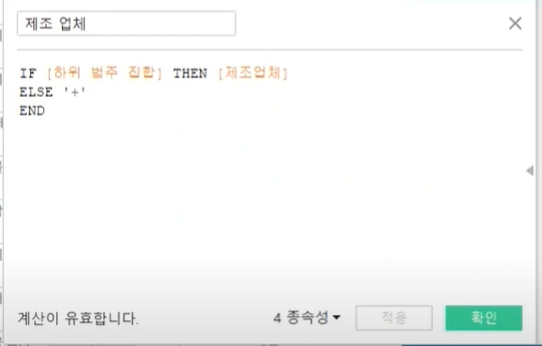 제조 업체
IF [하위 범주 집합] THEN [제조업체]
ELSE '+'
END
계산이 유효합니다.
4 종속성
적용
확인